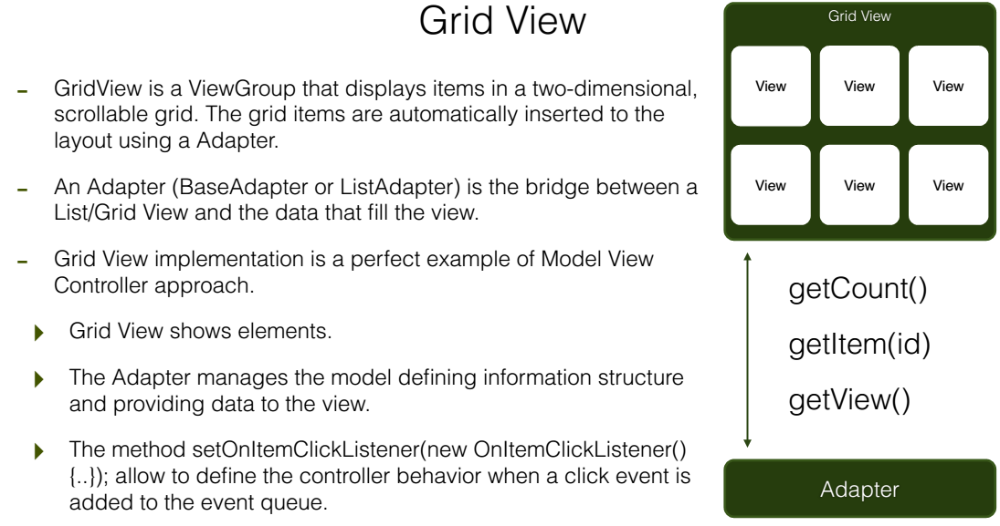 Grid View
- GridView is a ViewGroup that displays items in a two-dimensional,
scrollable grid. The grid items are automatically inserted to the
layout using a Adapter.
- An Adapter (BaseAdapter or ListAdapter) is the bridge between a
List/Grid View and the data that fill the view.
- Grid View implementation is a perfect example of Model View
Controller approach.
▸ Grid View shows elements.
▸ The Adapter manages the model defining information structure
and providing data to the view.
▸ The method setOnItemClickListener(new OnItemClickListener()
{..}); allow to define the controller behavior when a click event is
added to the event queue.
Grid View
View View View
View View View
getCount()
getItem(id)
getView()
Adapter